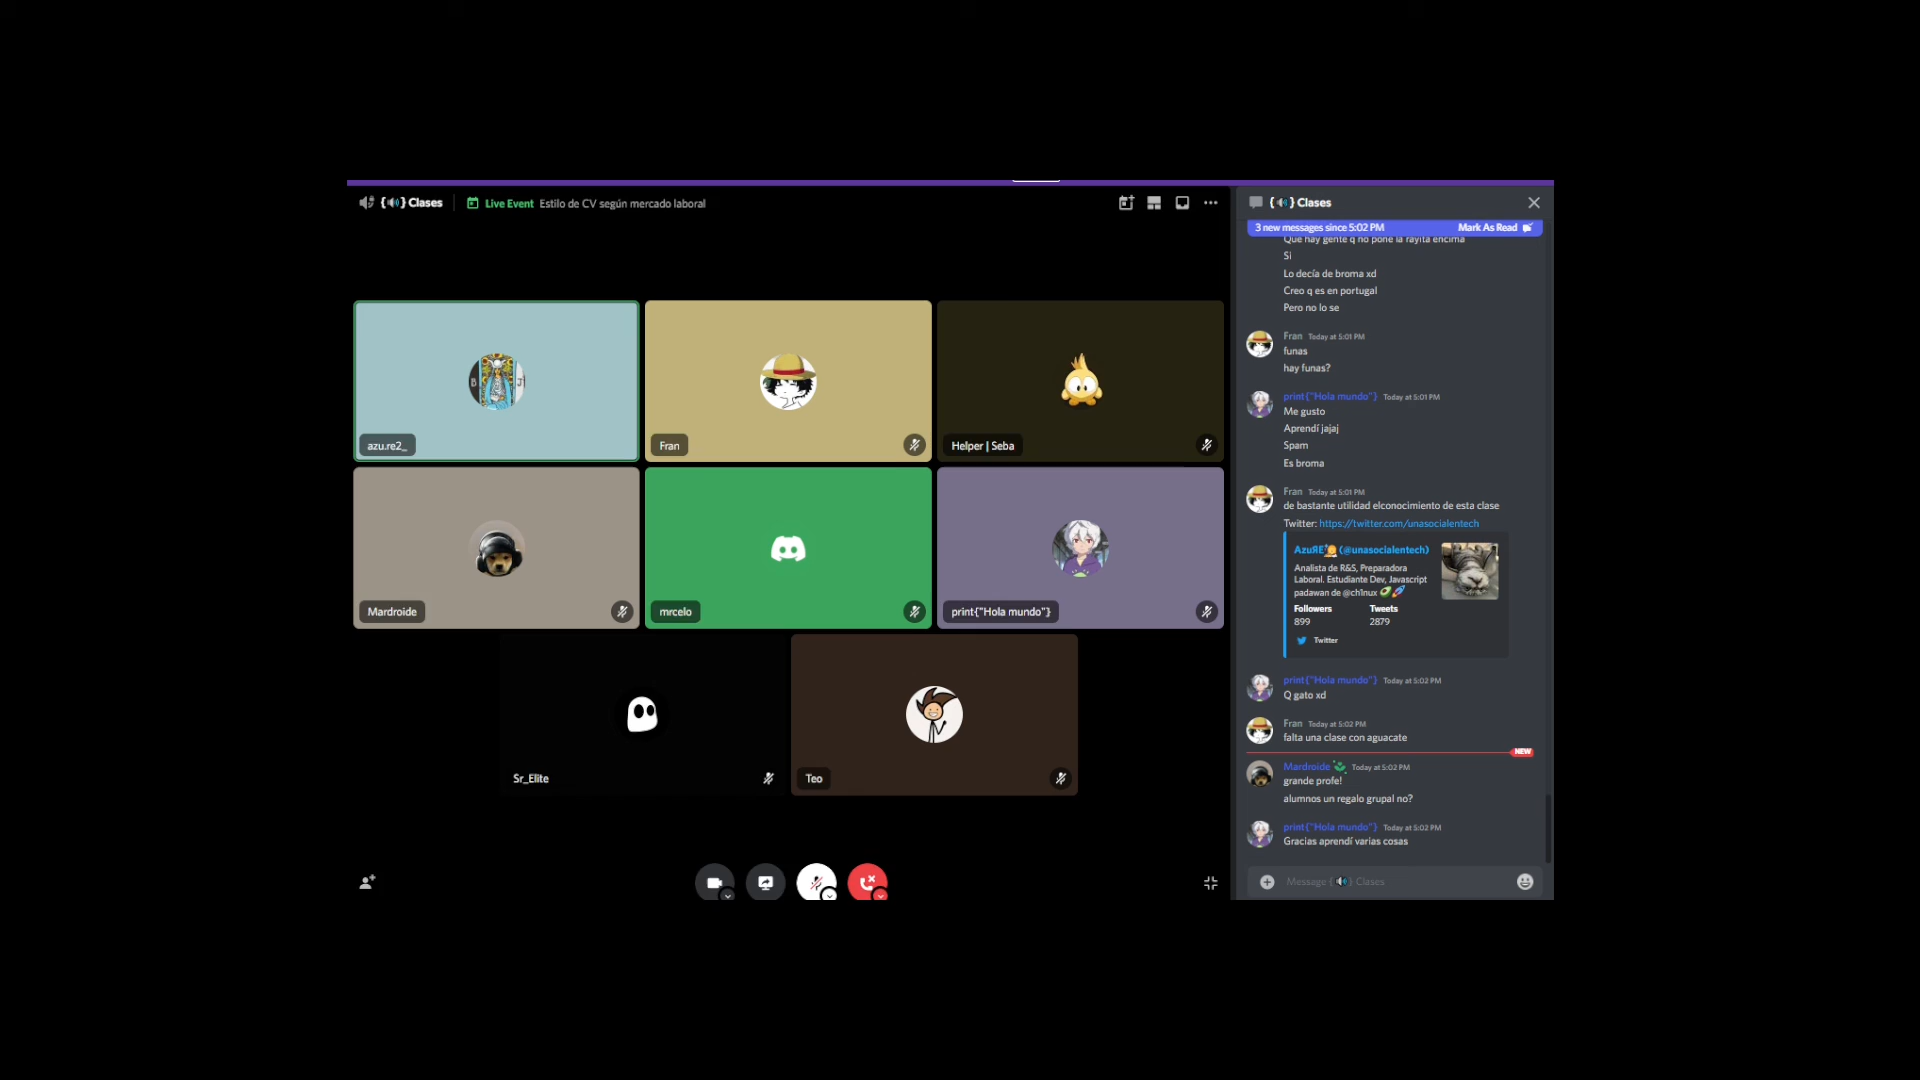 {🔊} Clases
Live Event Estilo de CV según mercado laboral
azu.re2_
Fran
Helper | Seba
Mardroide
mrcelo
print{"Hola mundo"}
Sr_Elite
Teo
{🔊} Clases
3 new messages since 5:02 PM Mark As Read
Que hay gente q no pone la rayita encima
Si
Lo decía de broma xd
Creo q es en portugal
Pero no lo se
Fran Today at 5:01 PM
funas
hay funas?
print{"Hola mundo"} Today at 5:01 PM
Me gusto
Aprendí jajaj
Spam
Es broma
Fran Today at 5:01 PM
de bastante utilidad elconocimiento de esta clase
Twitter: https://twitter.com/unasocialentech
AzuЯE (@unasocialentech)
Analista de R&S, Preparadora
Laboral. Estudiante Dev, Javascript
padawan de @ch1nux 🥑🚀
Followers Tweets
899 2879
Twitter
print{"Hola mundo"} Today at 5:02 PM
Q gato xd
Fran Today at 5:02 PM
falta una clase con aguacate
NEW
Mardroide Today at 5:02 PM
grande profe!
alumnos un regalo grupal no?
print{"Hola mundo"} Today at 5:02 PM
Gracias aprendí varias cosas
Message {🔊} Clases